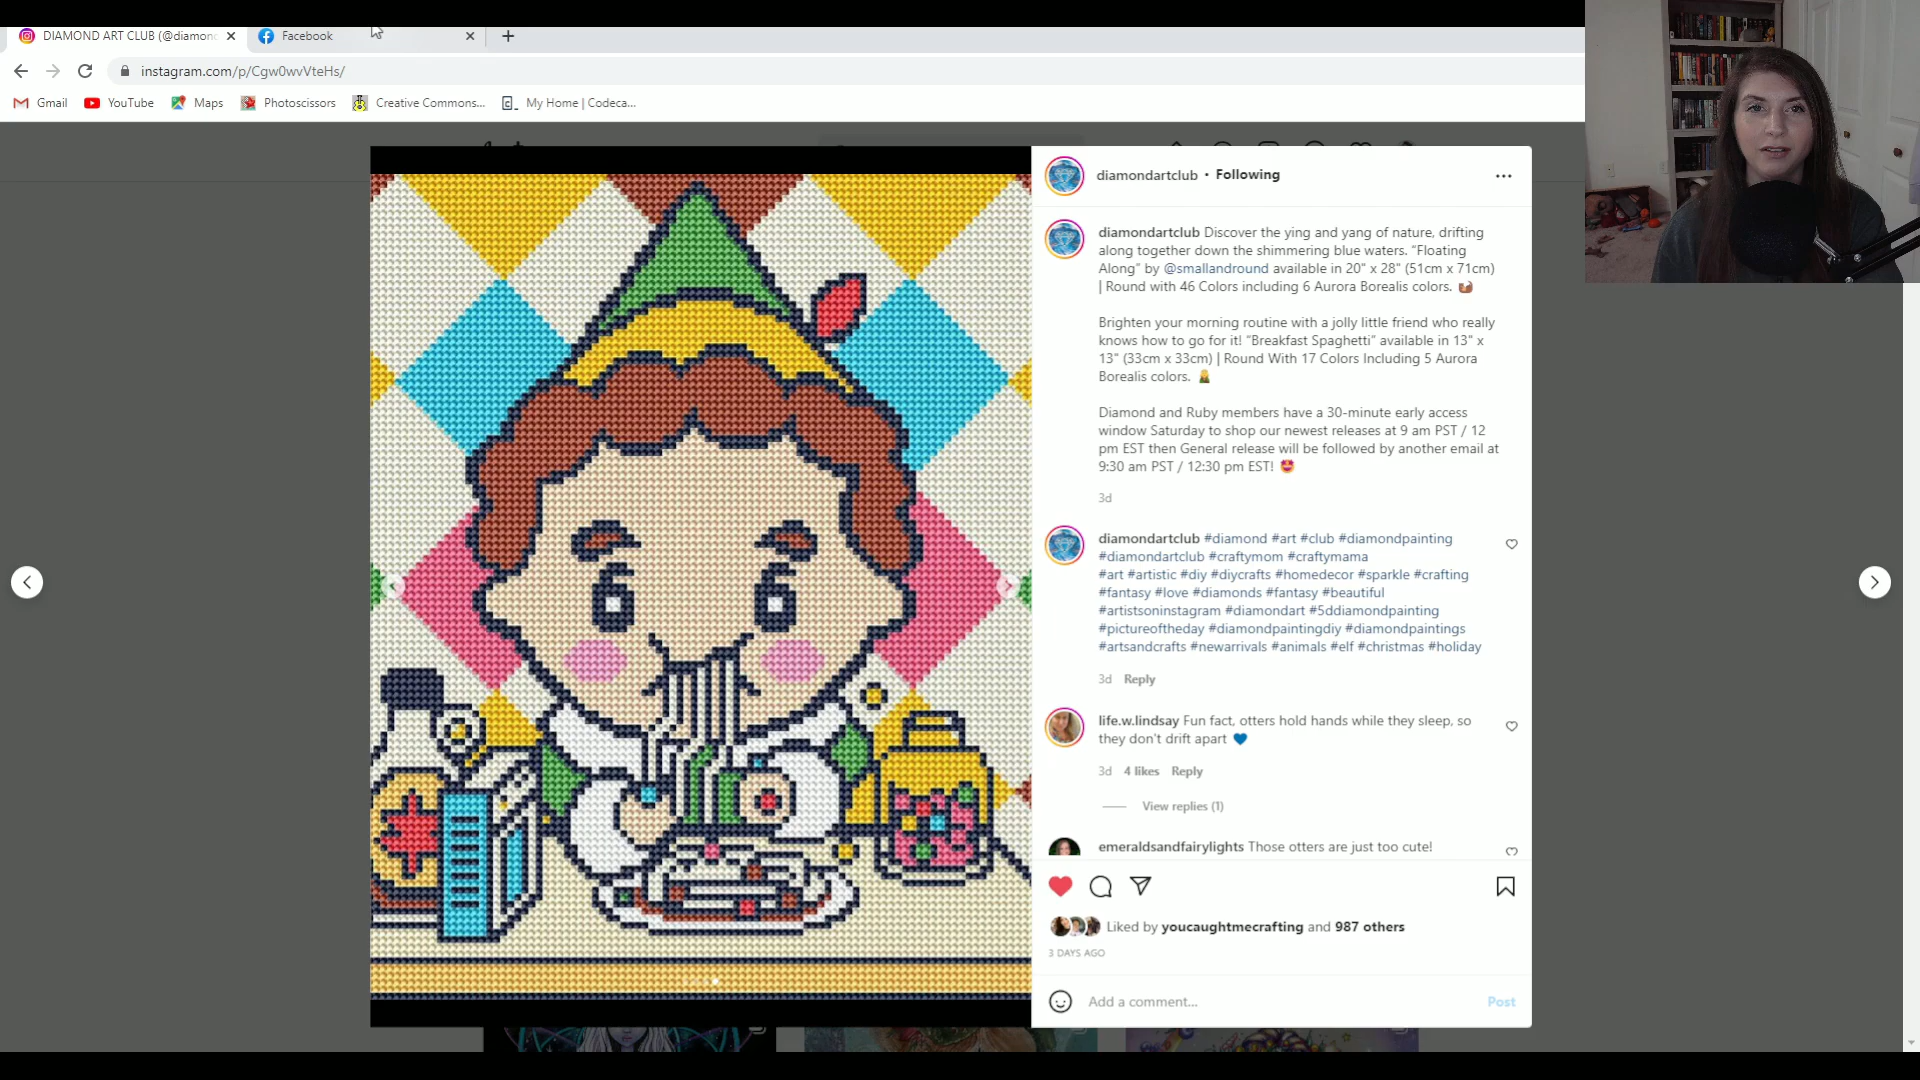 DIAMOND ART CLUB (@diamon
Facebook
instagram.com/p/Cgw0wvVteHs/
Gmail
YouTube
Maps
Photoscissors
Creative Commons...
My Home | Codeca...
diamondartclub • Following
diamondartclub Discover the ying and yang of nature, drifting
along together down the shimmering blue waters. "Floating
Along" by @smallandround available in 20" x 28" (51cm x 71cm)
| Round with 46 Colors including 6 Aurora Borealis colors. 🦦
Brighten your morning routine with a jolly little friend who really
knows how to go for it! "Breakfast Spaghetti" available in 13" x
13" (33cm x 33cm) | Round With 17 Colors Including 5 Aurora
Borealis colors.
Diamond and Ruby members have a 30-minute early access
window Saturday to shop our newest releases at 9 am PST / 12
pm EST then General release will be followed by another email at
9:30 am PST / 12:30 pm EST! 🤩
3d
diamondartclub #diamond #art #club #diamondpainting
#diamondartclub #craftymom #craftymama
#art #artistic #diy #diycrafts #homedecor #sparkle #crafting
#fantasy #love #diamonds #fantasy #beautiful
#artistsoninstagram #diamondart #5ddiamondpainting
#pictureoftheday #diamondpaintingdiy #diamondpaintings
#artsandcrafts #newarrivals #animals #elf #christmas #holiday
3d Reply
life.w.lindsay Fun fact, otters hold hands while they sleep, so
they don't drift apart 💙
3d 4 likes Reply
View replies (1)
emeraldsandfairylights Those otters are just too cute!
Liked by youcaughtmecrafting and 987 others
3 DAYS AGO
Add a comment...
Post